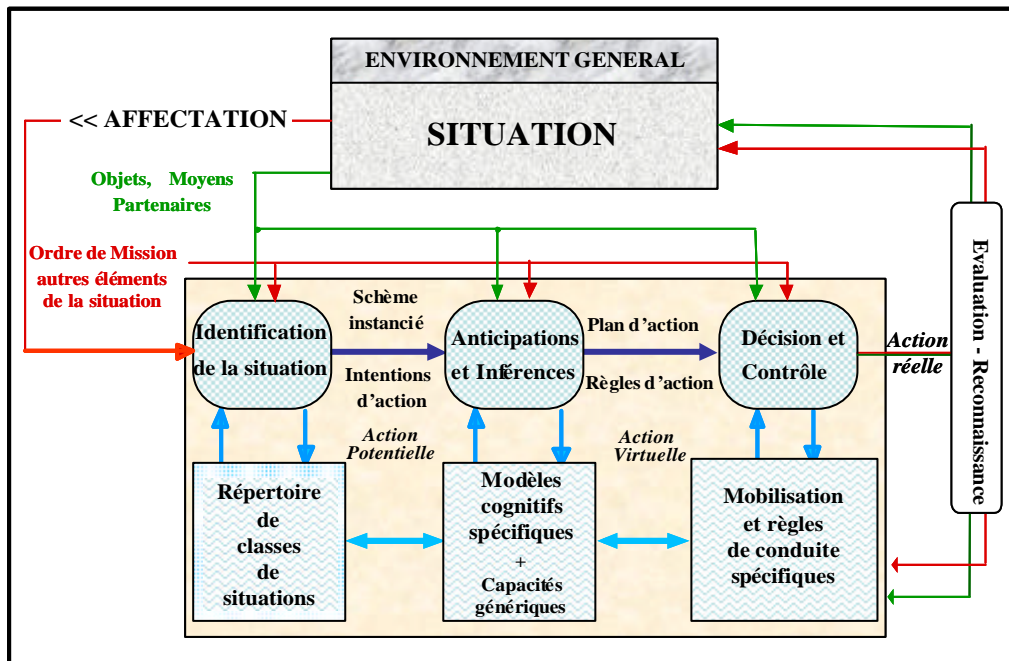 ENVIRONNEMENT GENERAL
SITUATION
<< AFFECTATION
Objets, Moyens
Partenaires
Ordre de Mission
autres éléments
de la situation
Identification
de la situation
Schème
instancié
Intentions
d'action
Anticipations
et Inférences
Plan d'action
Règles d'action
Décision et
Contrôle
Action
réelle
Evaluation - Reconnaissance
Action
Potentielle
Action
Virtuelle
Répertoire
de
classes
de
situations
Modèles
cognitifs
spécifiques
+
Capacités
génériques
Mobilisation
et règles
de conduite
spécifiques